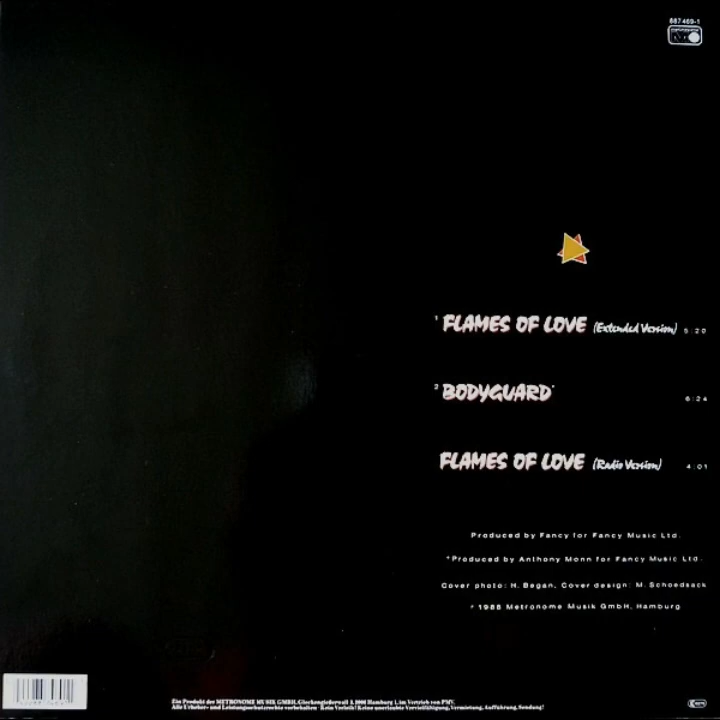 887 469-1
1 FLAMES OF LOVE (Extended Version) 5:20
2 BODYGUARD* 6:24
FLAMES OF LOVE (Radio Version) 4:01
Produced by Fancy for Fancy Music Ltd.
*Produced by Anthony Monn for Fancy Music Ltd.
Cover photo: H. Began, Cover design: M. Schoedsack
1988 Metronome Musik GmbH, Hamburg
Ein Produkt der METRONOME MUSIK GMBH, Glockengießerwall 3, 2000 Hamburg 1, im Vertrieb von PMV.
Alle Urheber- und Leistungsschutzrechte vorbehalten · Kein Verleih! Keine unerlaubte Vervielfältigung, Vermietung, Aufführung, Sendung!